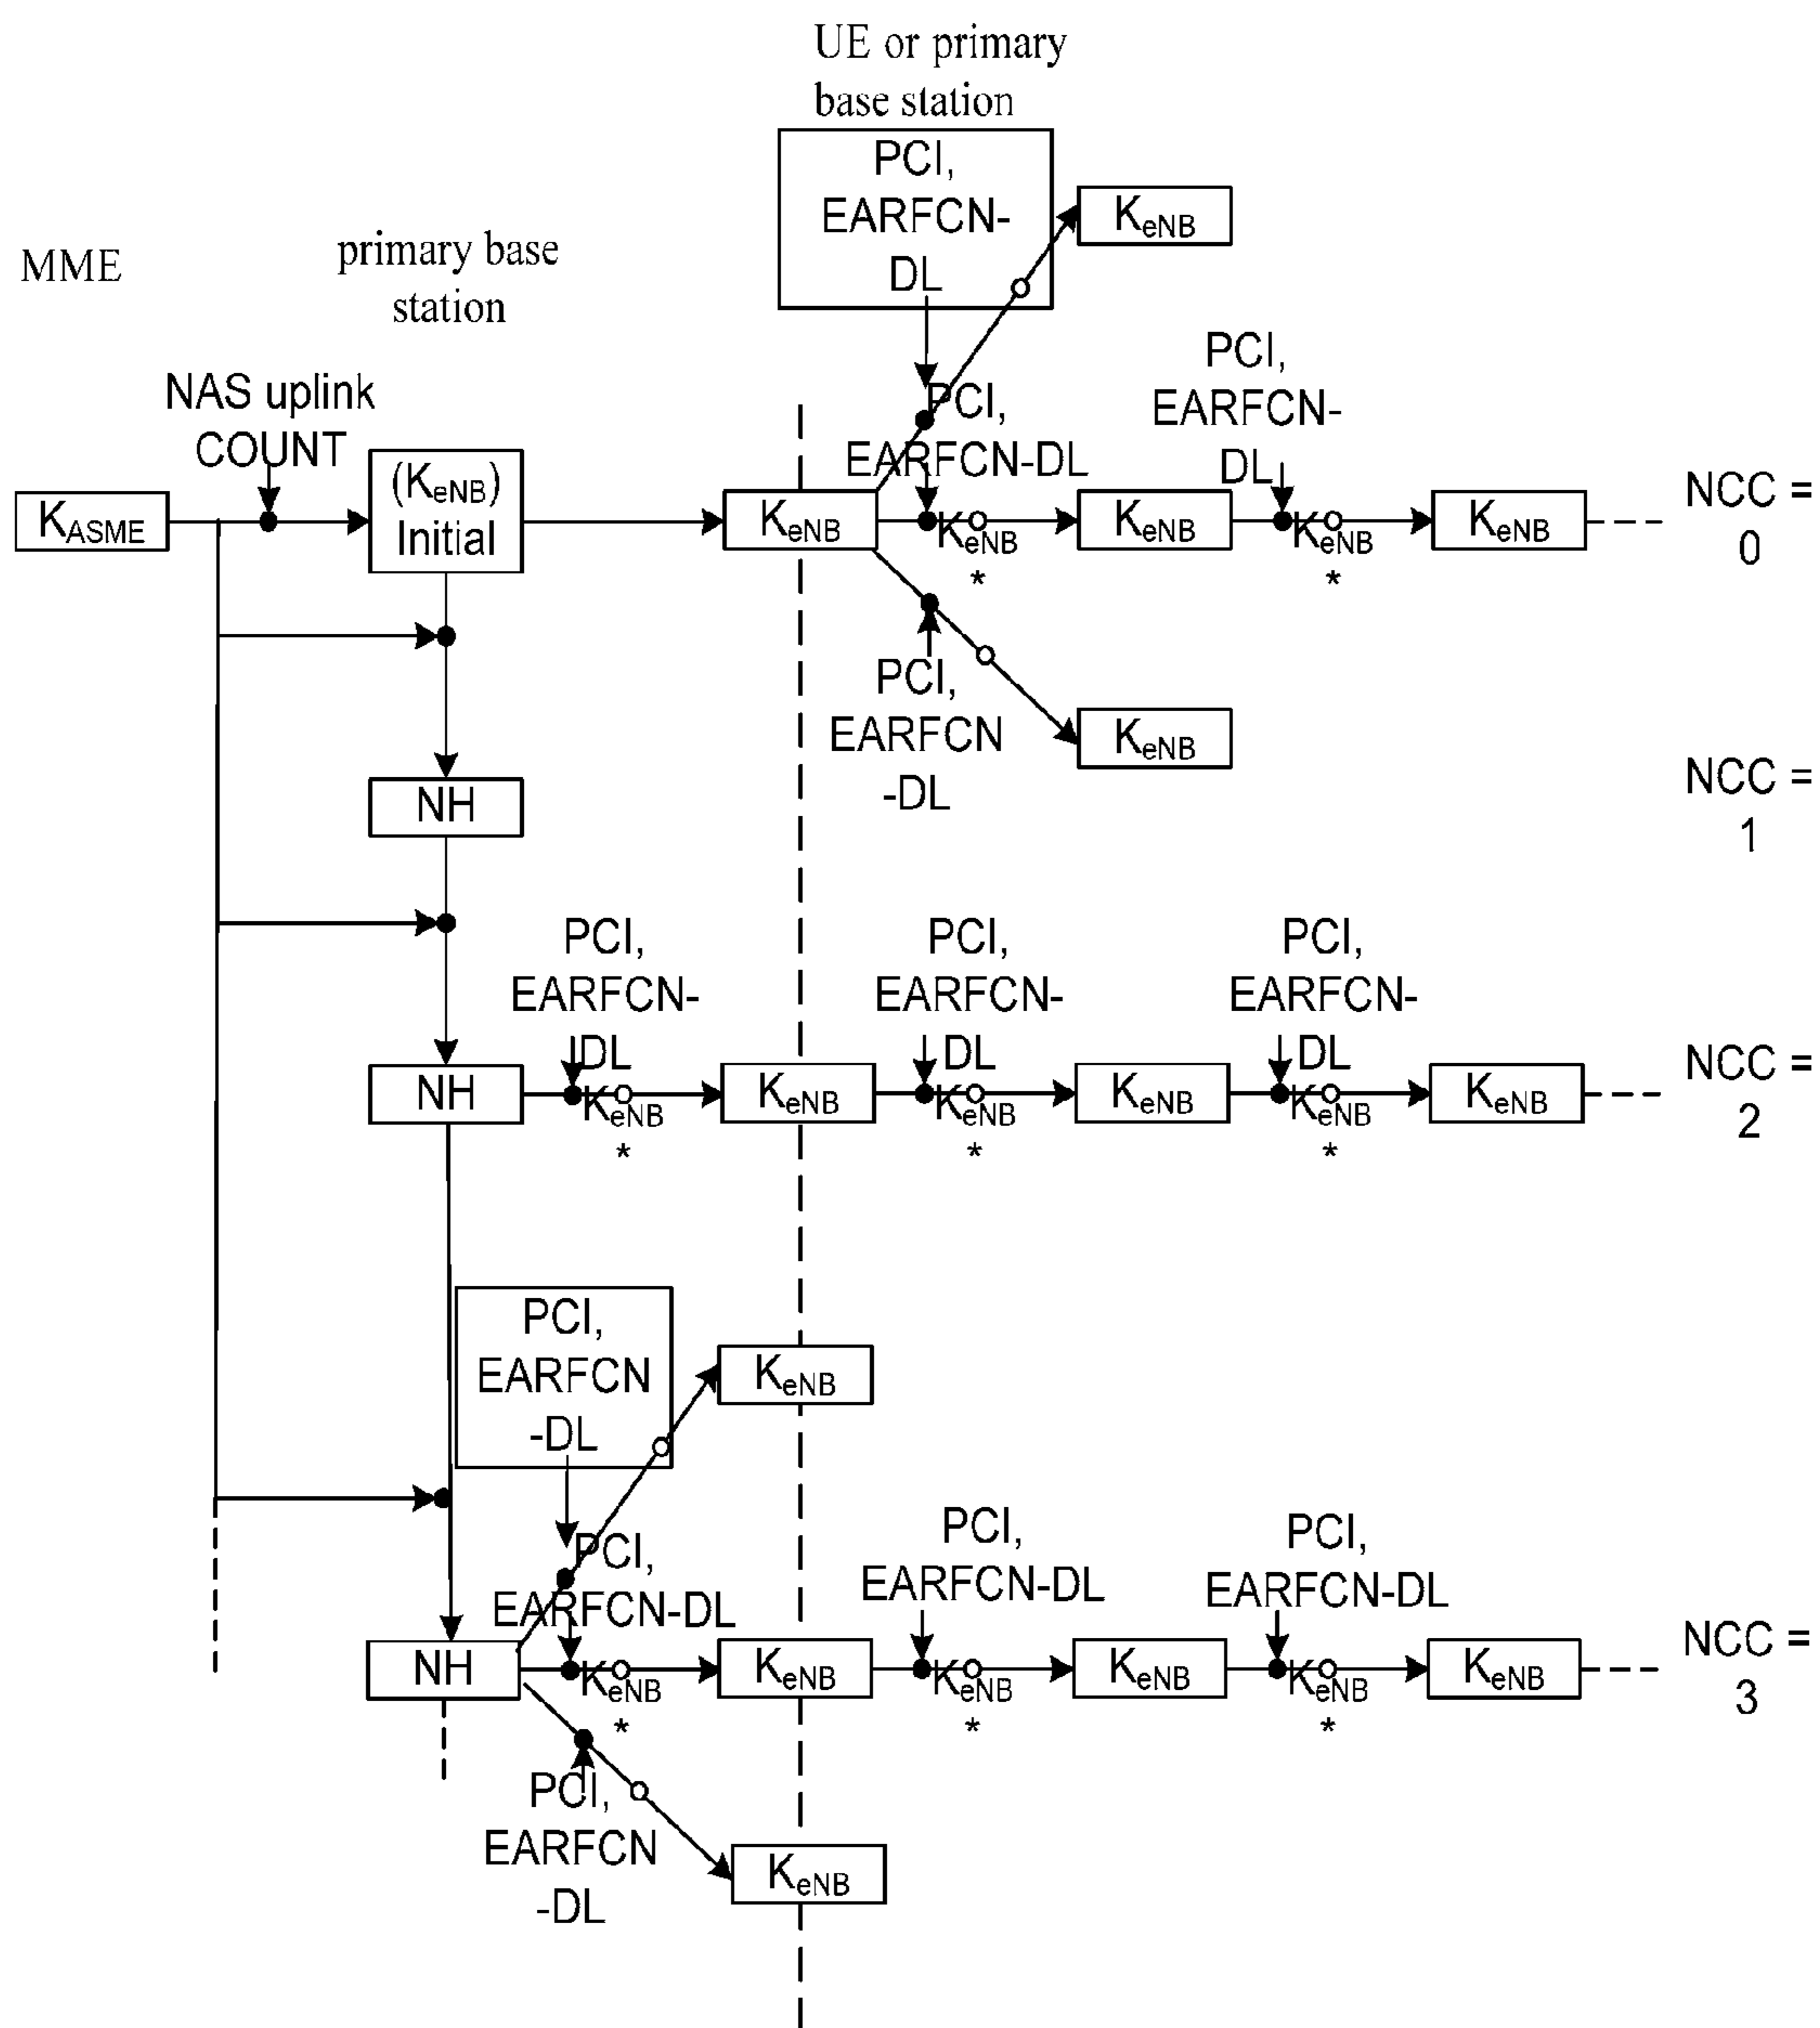 UE or primary
base station
PCI,
EARFCN-
DL
KeNB
MME
primary base
station
NAS uplink
COUNT
PCI,
EARFCN-DL
PCI,
EARFCN-
DL
KASME
(KeNB)
Initial
KeNB
KeNB
*
KeNB
KeNB
*
KeNB
NCC =
0
PCI,
EARFCN
-DL
KeNB
NH
NCC =
1
PCI,
EARFCN-
DL
PCI,
EARFCN-
DL
PCI,
EARFCN-
DL
NH
KeNB
*
KeNB
KeNB
*
KeNB
KeNB
*
KeNB
NCC =
2
PCI,
EARFCN
-DL
KeNB
PCI,
EARFCN-DL
PCI,
EARFCN-DL
PCI,
EARFCN-DL
NH
KeNB
*
KeNB
KeNB
*
KeNB
KeNB
*
KeNB
NCC =
3
PCI,
EARFCN
-DL
KeNB